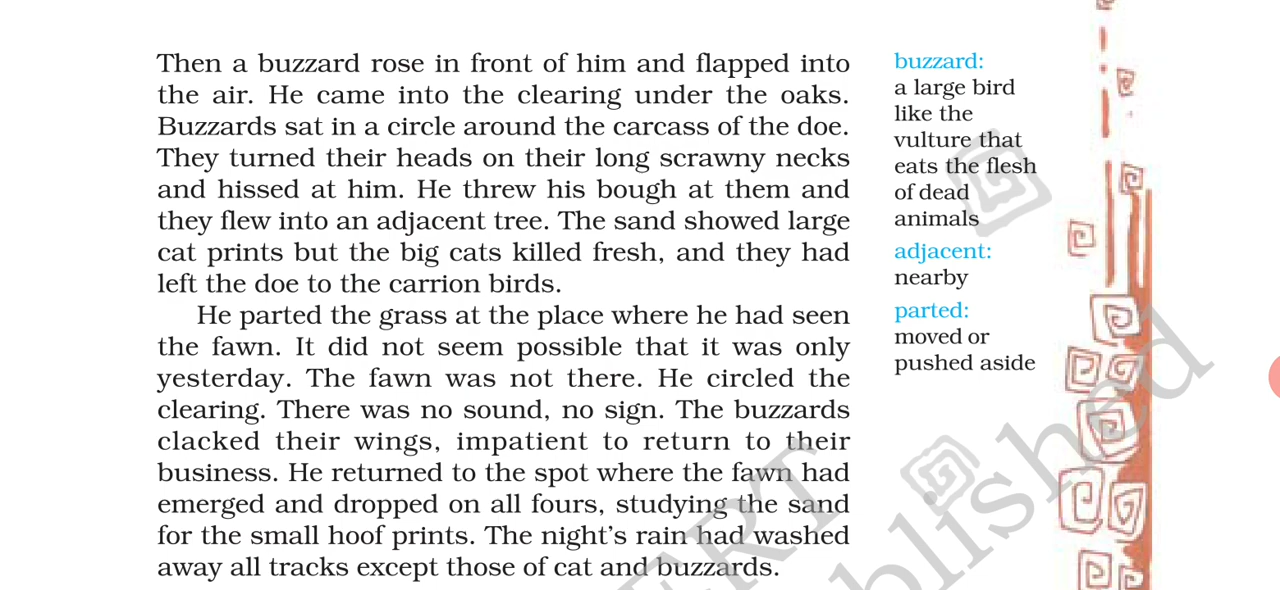 Then a buzzard rose in front of him and flapped into
the air. He came into the clearing under the oaks.
Buzzards sat in a circle around the carcass of the doe.
They turned their heads on their long scrawny necks
and hissed at him. He threw his bough at them and
they flew into an adjacent tree. The sand showed large
cat prints but the big cats killed fresh, and they had
left the doe to the carrion birds.
He parted the grass at the place where he had seen
the fawn. It did not seem possible that it was only
yesterday. The fawn was not there. He circled the
clearing. There was no sound, no sign. The buzzards
clacked their wings, impatient to return to their
business. He returned to the spot where the fawn had
emerged and dropped on all fours, studying the sand
for the small hoof prints. The night's rain had washed
away all tracks except those of cat and buzzards.
buzzard:
a large bird
like the
vulture that
eats the flesh
of dead
animals
adjacent:
nearby
parted:
moved or
pushed aside